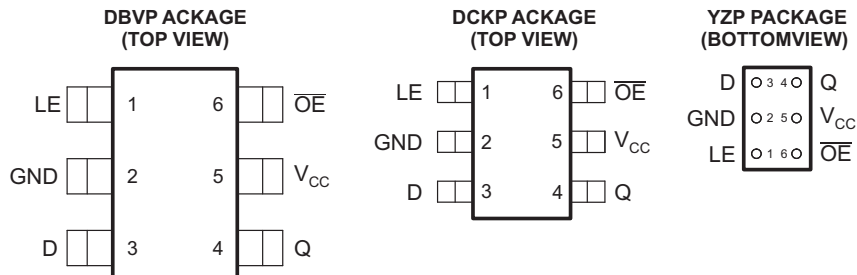 DBVP ACKAGE
(TOP VIEW)
LE 1 6 OE
GND 2 5 VCC
D 3 4 Q
DCKP ACKAGE
(TOP VIEW)
LE 1 6 OE
GND 2 5 VCC
D 3 4 Q
YZP PACKAGE
(BOTTOMVIEW)
D 3 4 Q
GND 2 5 VCC
LE 1 6 OE